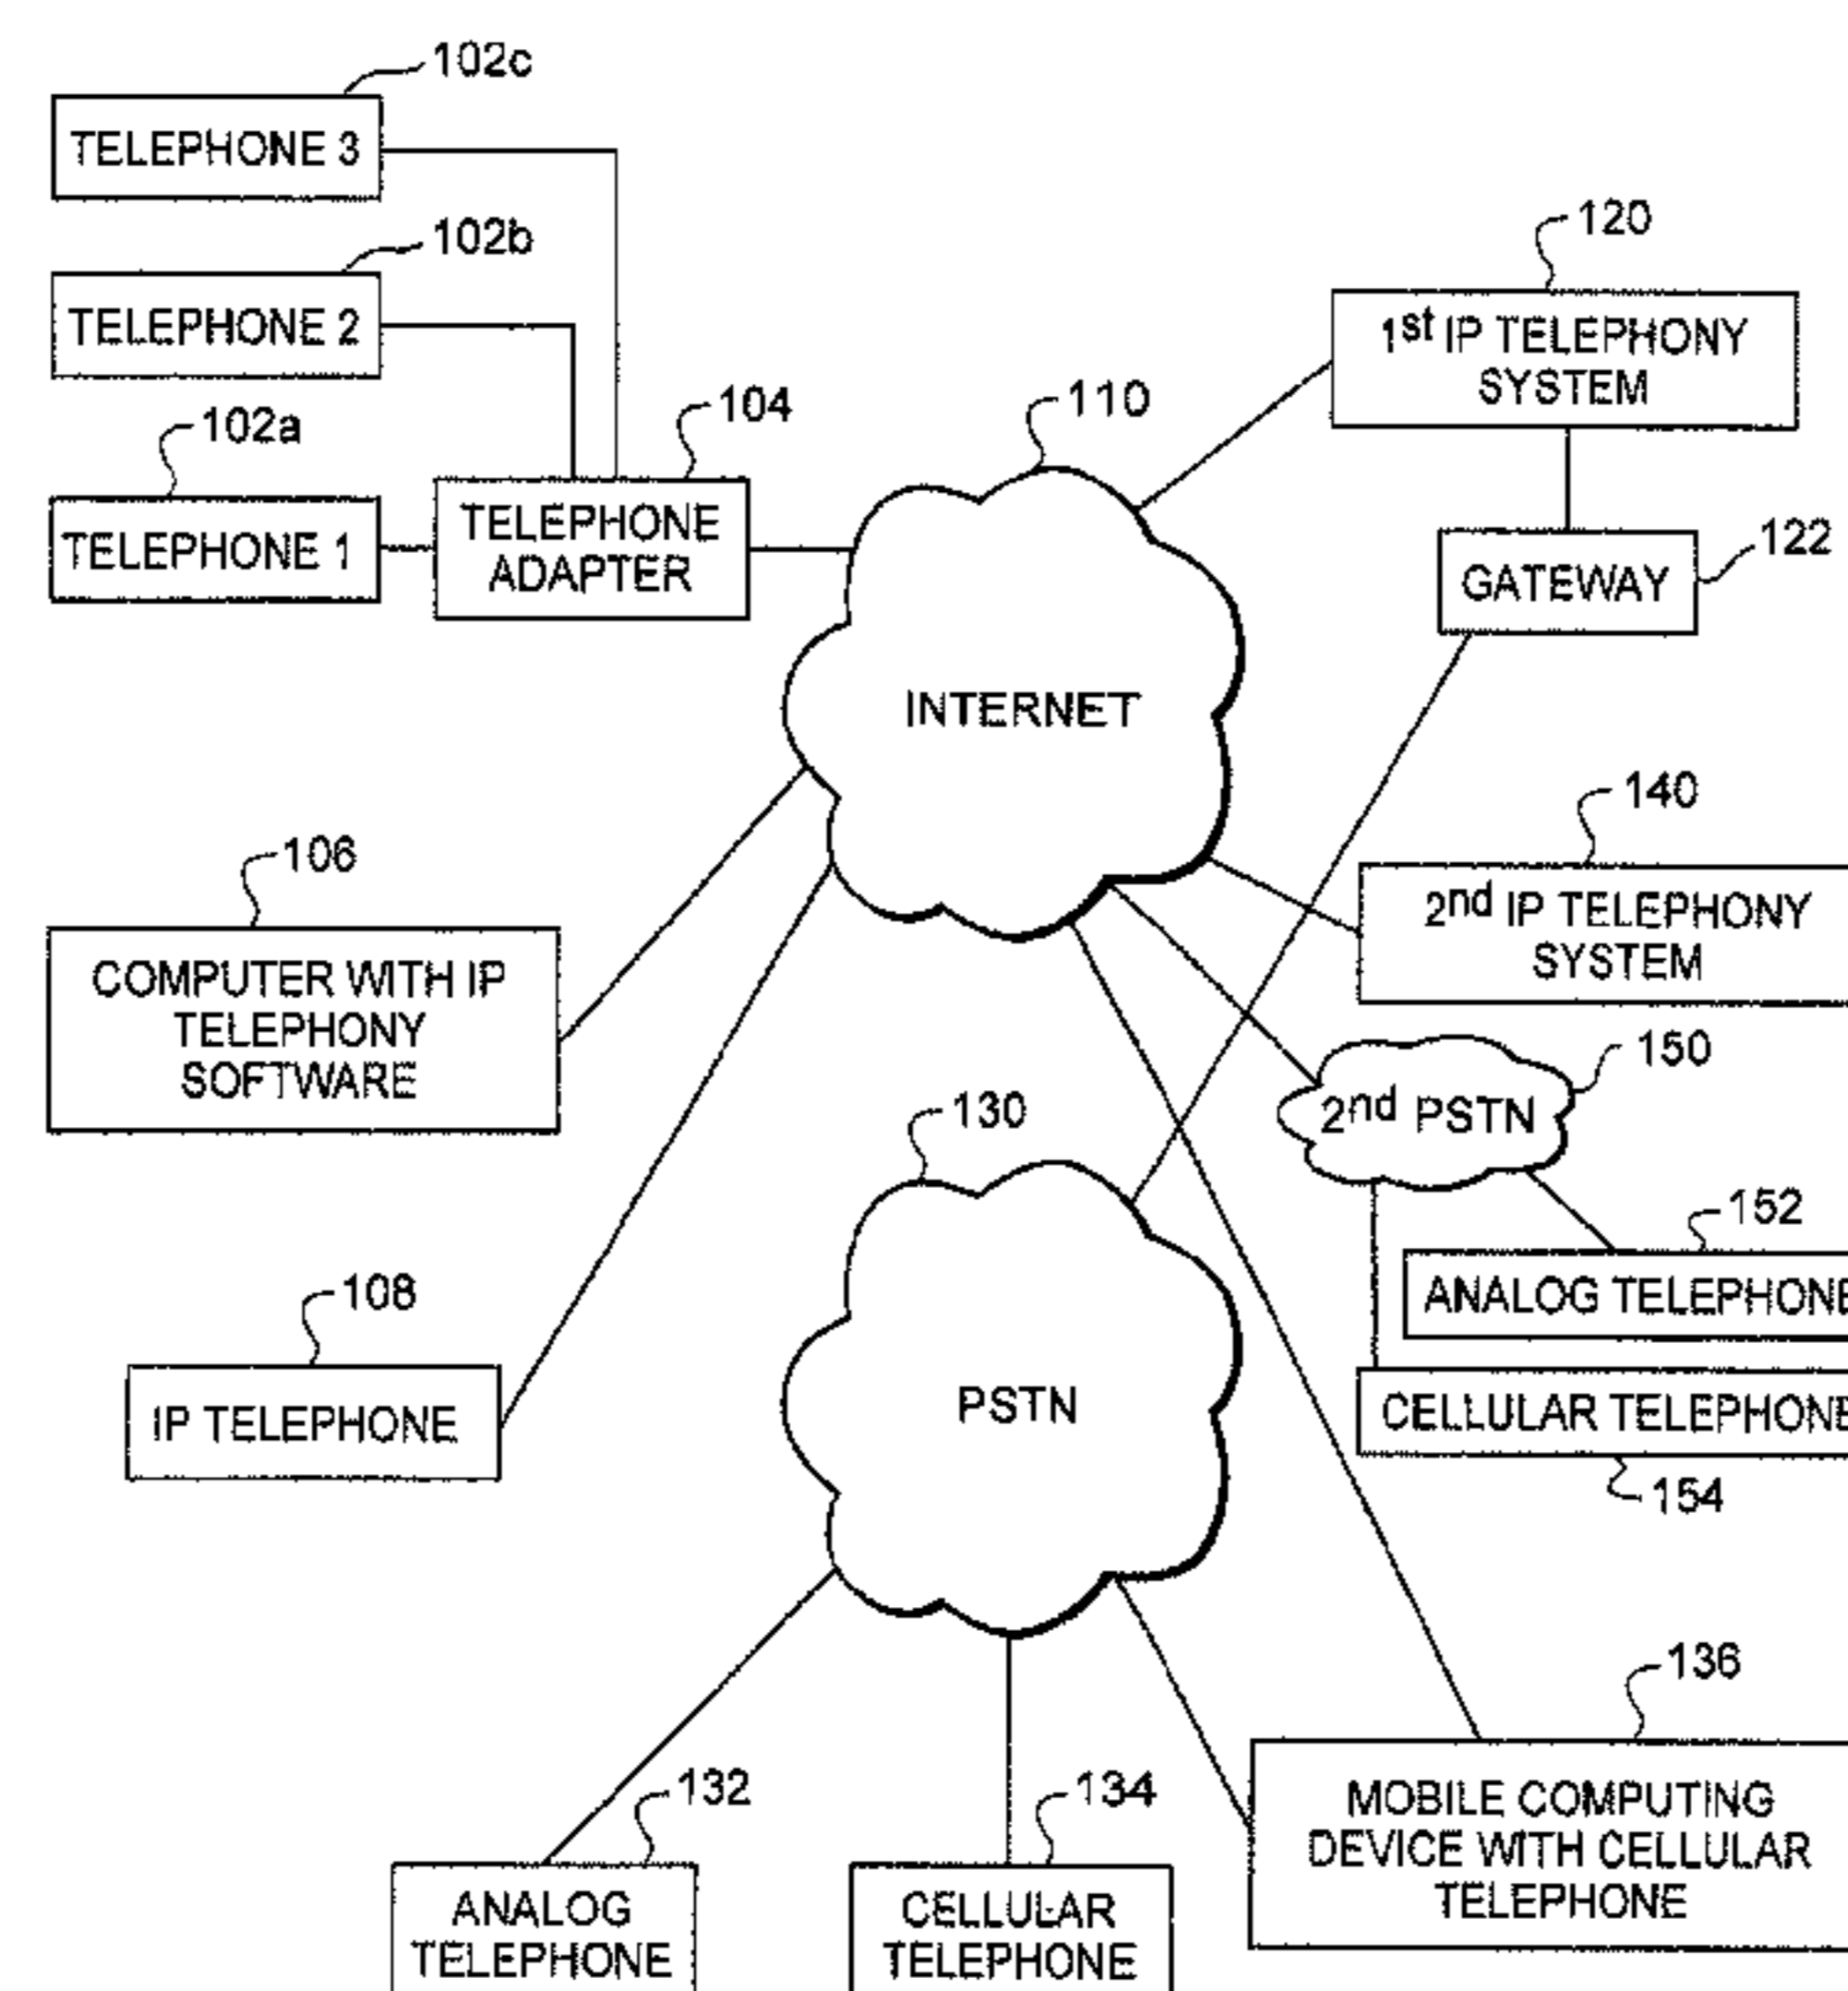 102c
TELEPHONE 3
102b
TELEPHONE 2
102a
TELEPHONE 1
104
TELEPHONE
ADAPTER
110
INTERNET
120
1st IP TELEPHONY
SYSTEM
122
GATEWAY
140
2nd IP TELEPHONY
SYSTEM
106
COMPUTER WITH IP
TELEPHONY
SOFTWARE
150
2nd PSTN
130
PSTN
152
ANALOG TELEPHONE
108
IP TELEPHONE
CELLULAR TELEPHONE
154
136
MOBILE COMPUTING
DEVICE WITH CELLULAR
TELEPHONE
132
ANALOG
TELEPHONE
134
CELLULAR
TELEPHONE